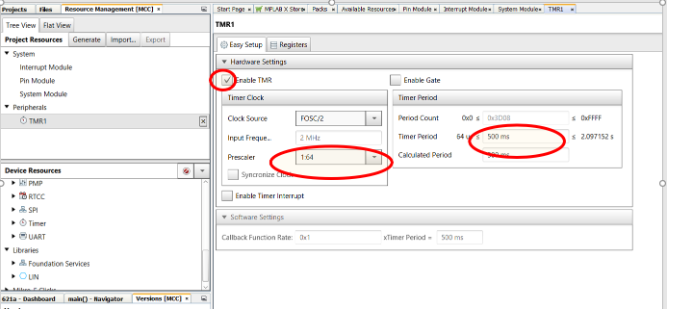 Projects Files Resource Management [MCC] ×
Start Page × MPLAB X Store Packs × Available Resources Pin Module × Interrupt Module × System Module × TMR1 ×
Tree View Flat View
TMR1
Project Resources Generate Import... Export
Easy Setup Registers
▼ System
Interrupt Module
Pin Module
System Module
▼ Peripherals
TMR1
▼ Hardware Settings
Enable TMR
Enable Gate
Timer Clock
Clock Source FOSC/2
Input Freque... 2 MHz
Prescaler 1:64
Syncronize Clock
Timer Period
Period Count 0x0 ≤ 0x3D08 ≤ 0xFFFF
Timer Period 64 us ≤ 500 ms ≤ 2.097152 s
Calculated Period 500 ms
Enable Timer Interrupt
▼ Software Settings
Callback Function Rate: 0x1 xTimer Period = 500 ms
Device Resources
PMP
RTCC
SPI
Timer
UART
▼ Libraries
Foundation Services
LIN
621a - Dashboard main() - Navigator Versions [MCC] ×